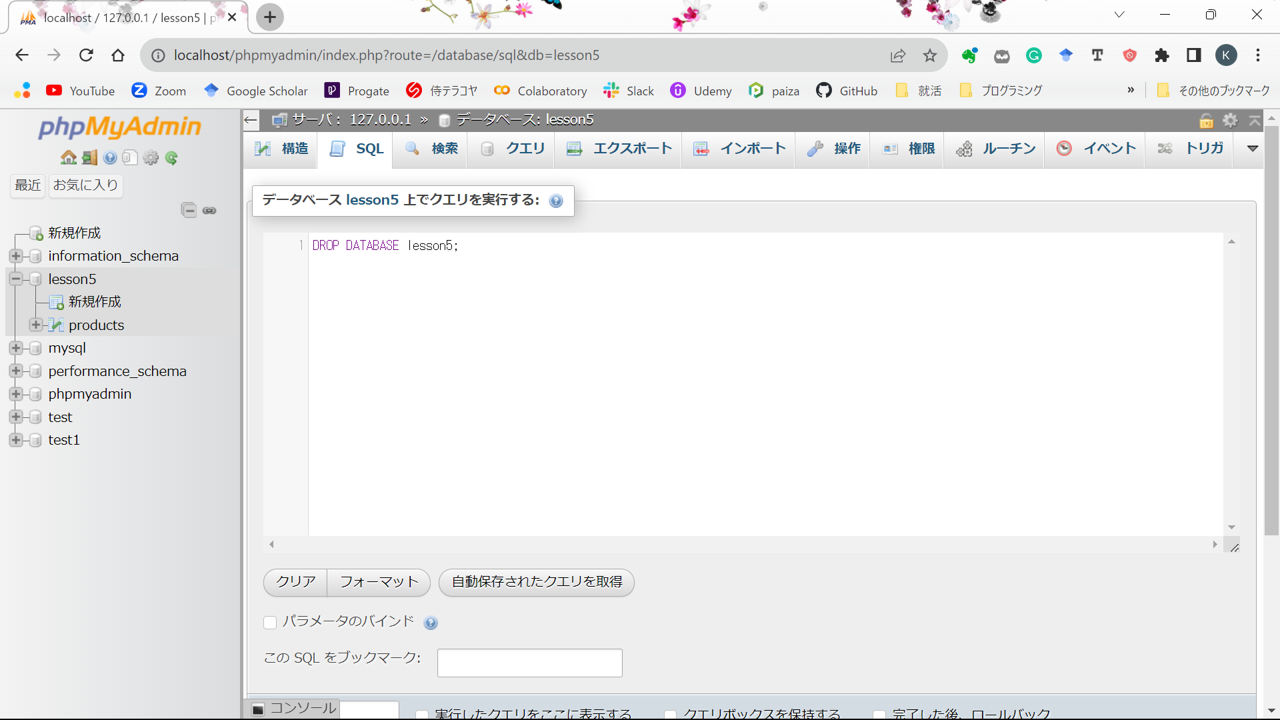 localhost / 127.0.0.1 / lesson5 | p
localhost/phpmyadmin/index.php?route=/database/sql&db=lesson5
K
YouTube Zoom Google Scholar Progate 侍テラコヤ Colaboratory Slack Udemy paiza GitHub 就活 プログラミング » その他のブックマーク
phpMyAdmin
最近 お気に入り
新規作成
information_schema
lesson5
新規作成
products
mysql
performance_schema
phpmyadmin
test
test1
サーバ: 127.0.0.1 » データベース: lesson5
構造 SQL 検索 クエリ エクスポート インポート 操作 権限 ルーチン イベント トリガ
データベース lesson5 上でクエリを実行する:
1 DROP DATABASE lesson5;
クリア フォーマット 自動保存されたクエリを取得
パラメータのバインド
この SQL をブックマーク:
コンソール 実行したクエリをここに表示する クエリボックスを保持する 完了した後、ロールバック